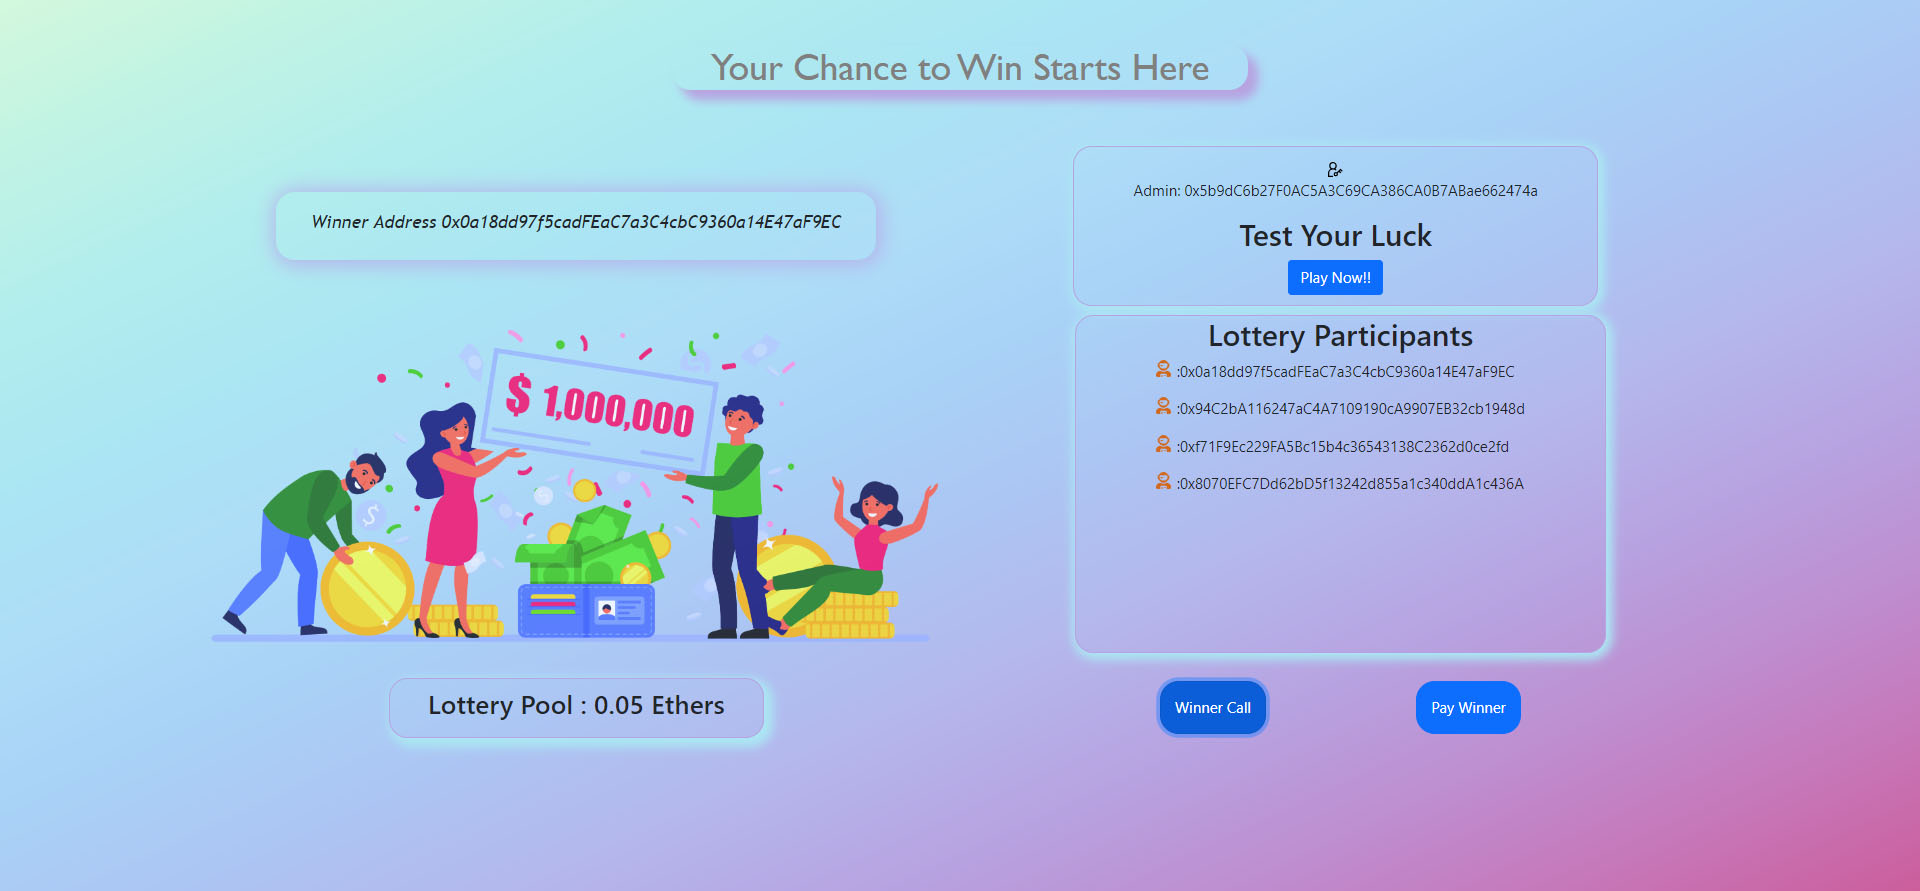 Your Chance to Win Starts Here
Winner Address 0x0a18dd97f5cadFEaC7a3C4cbC9360a14E47aF9EC
$ 1,000,000
Lottery Pool : 0.05 Ethers
Admin: 0x5b9dC6b27F0AC5A3C69CA386CA0B7ABae662474a
Test Your Luck
Play Now!!
Lottery Participants
:0x0a18dd97f5cadFEaC7a3C4cbC9360a14E47aF9EC
:0x94C2bA116247aC4A7109190cA9907EB32cb1948d
:0xf71F9Ec229FA5Bc15b4c36543138C2362d0ce2fd
:0x8070EFC7Dd62bD5f13242d855a1c340ddA1c436A
Winner Call
Pay Winner